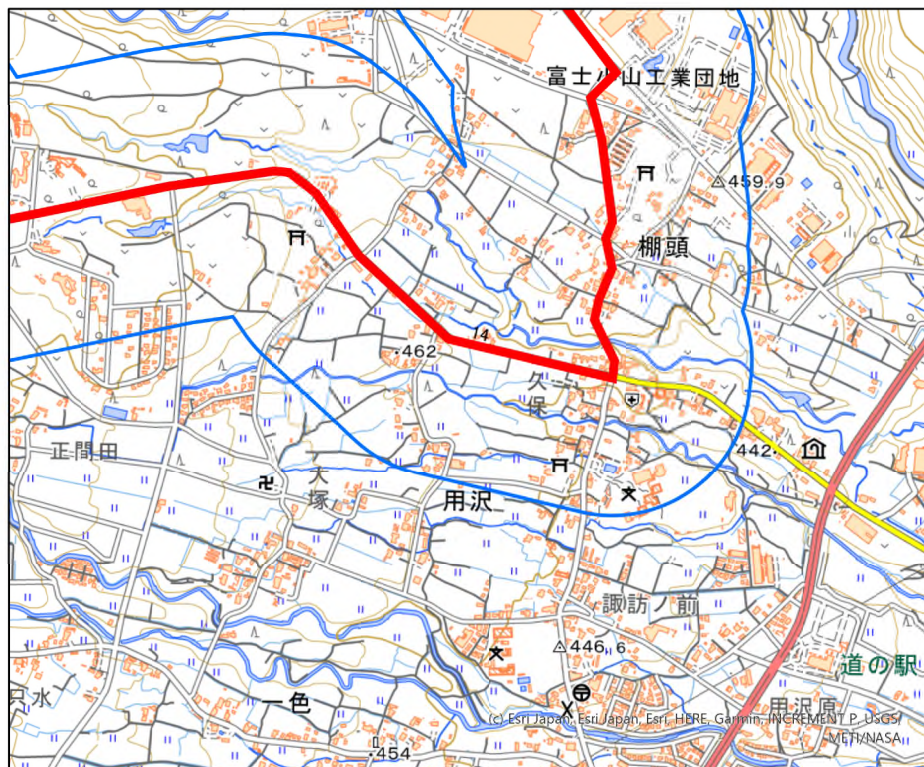 富士小山工業団地
459.9
棚頭
14
462
久保
442
正間田
大塚
用沢
諏訪ノ前
446.6
道の駅
用沢原
一色
454
(c) Esri Japan, Esri Japan, Esri, HERE, Garmin, INCREMENT P, USGS,
METI/NASA